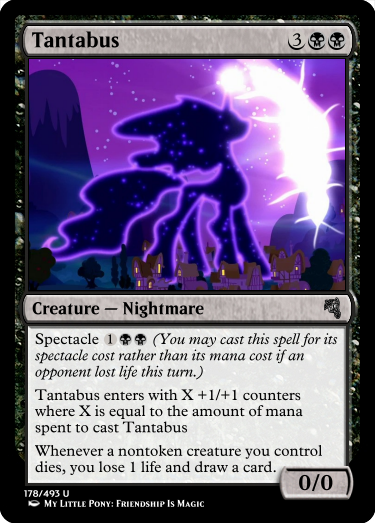 Tantabus 3
Creature — Nightmare
Spectacle 1 (You may cast this spell for its
spectacle cost rather than its mana cost if an
opponent lost life this turn.)
Tantabus enters with X +1/+1 counters
where X is equal to the amount of mana
spent to cast Tantabus
Whenever a nontoken creature you control
dies, you lose 1 life and draw a card.
0/0
178/493 U
My Little Pony: Friendship Is Magic